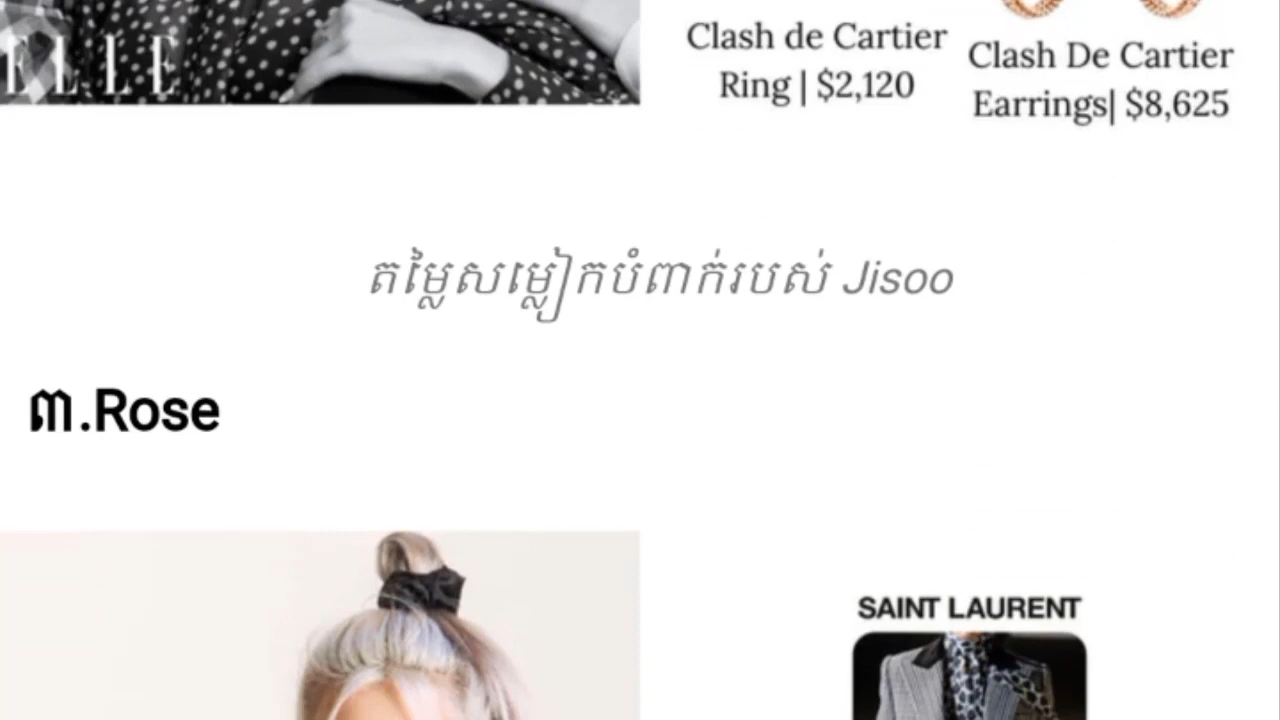 ELLE
Clash de Cartier
Ring | $2,120
Clash De Cartier
Earrings| $8,625
តម្លៃសម្លៀកបំពាក់របស់ Jisoo
៣.Rose
SAINT LAURENT